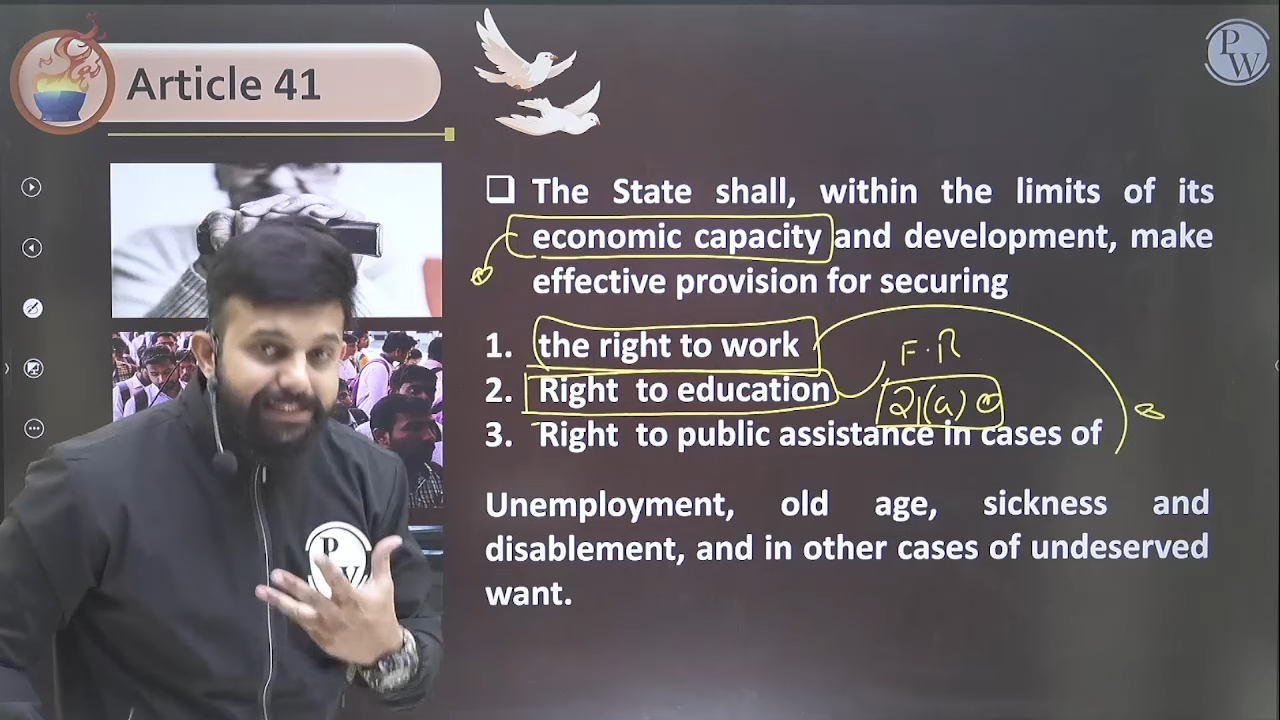 Article 41
PW
❑ The State shall, within the limits of its
economic capacity and development, make
effective provision for securing
1. the right to work
F.R
2. Right to education
21(a)
3. Right to public assistance in cases of
Unemployment, old age, sickness and
disablement, and in other cases of undeserved
want.
PW